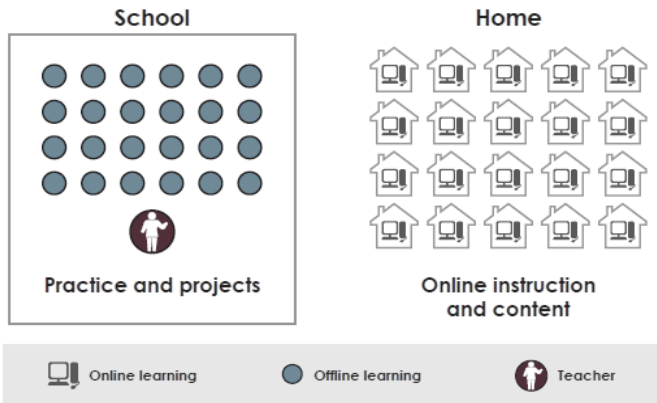 School
Home
Practice and projects
Online instruction
and content
Online learning
Offline learning
Teacher